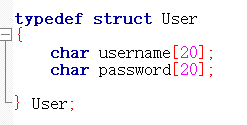 typedef struct User
{
char username[20];
char password[20];
} User;